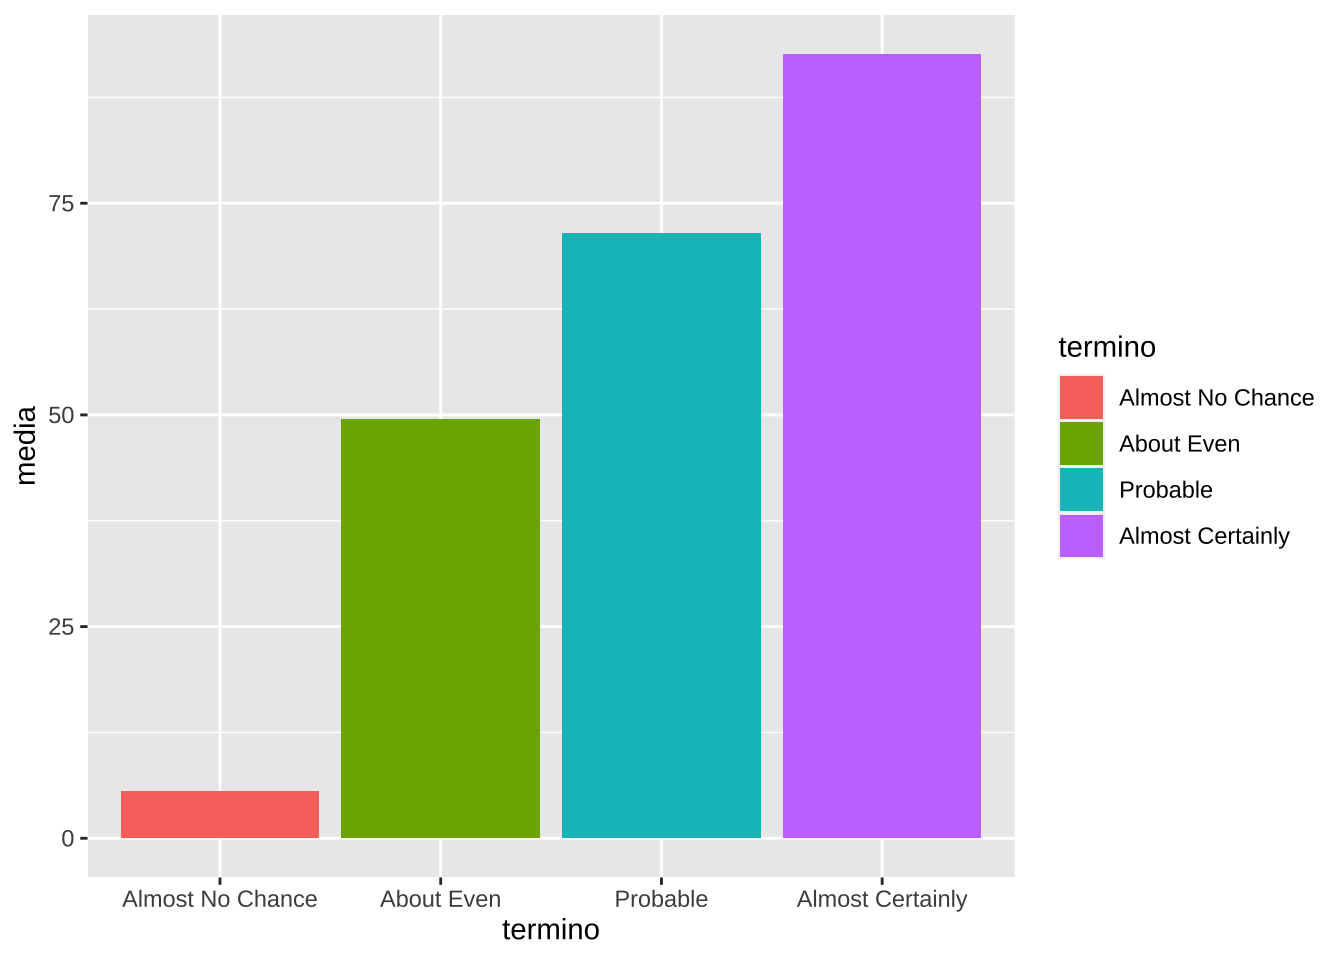 media
75
50
25
0
Almost No Chance
About Even
Probable
Almost Certainly
termino
termino
Almost No Chance
About Even
Probable
Almost Certainly